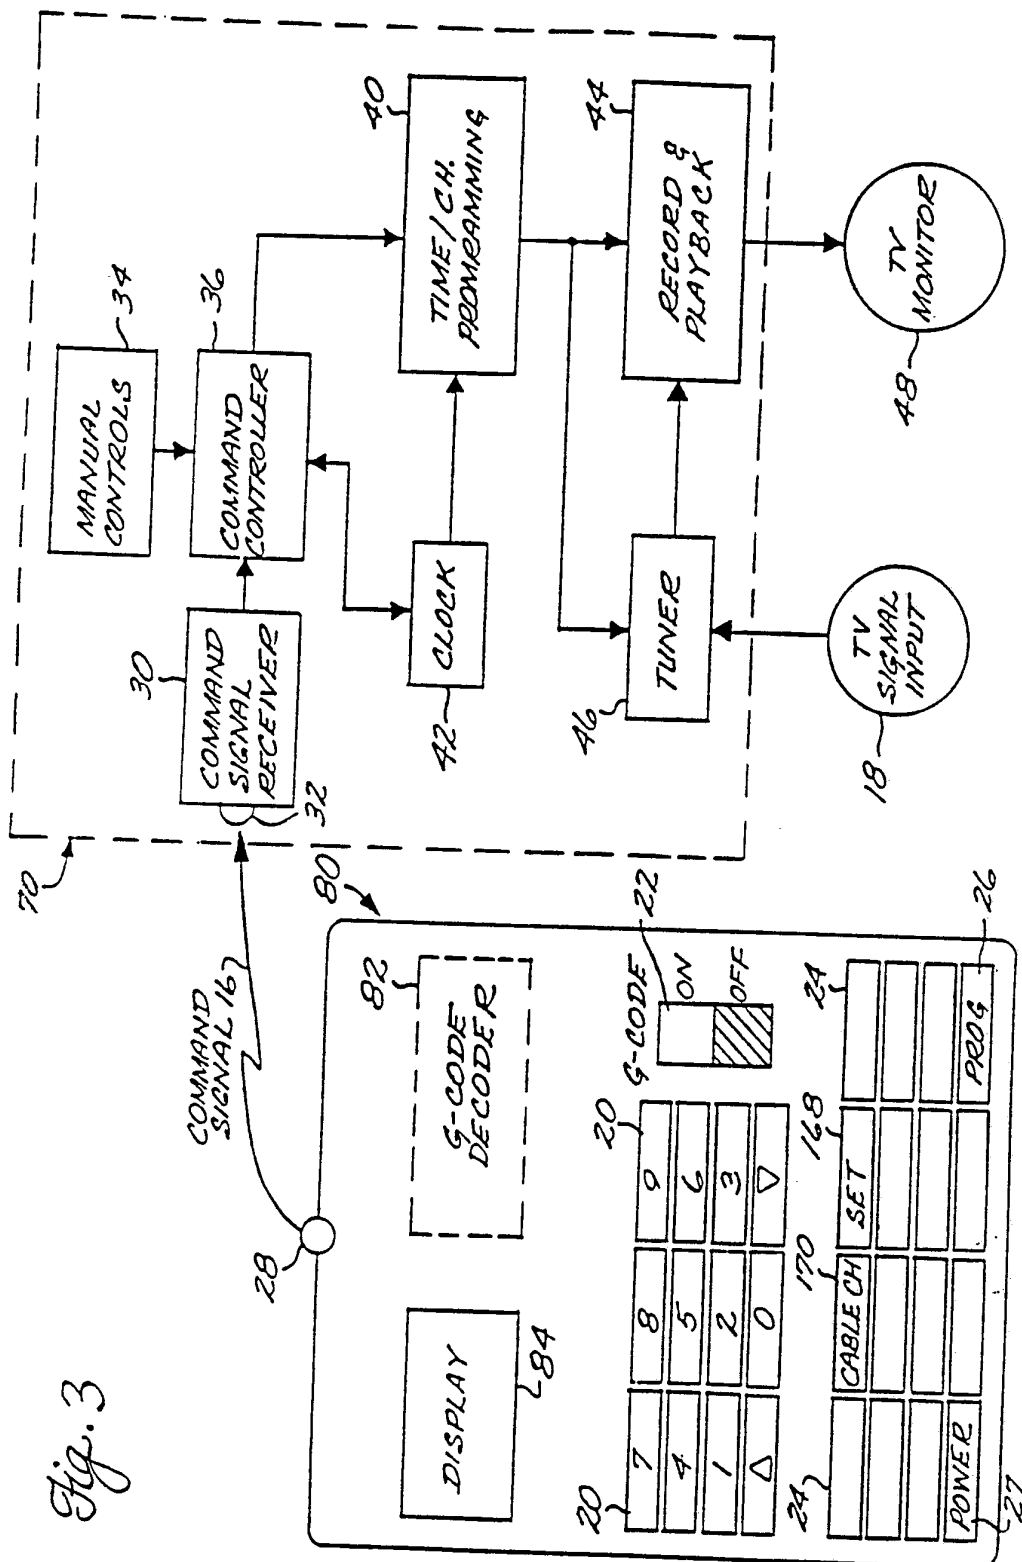 Fig. 3
70
COMMAND
SIGNAL 16
28
32
30
COMMAND
SIGNAL
RECEIVER
MANUAL
CONTROLS
34
36
COMMAND
CONTROLLER
CLOCK
42
40
TIME/CH.
PROMRAMMING
44
RECORD &
PLAYBACK
46
TUNER
TV
SIGNAL
INPUT
18
TV
MONITOR
48
80
DISPLAY
84
82
G-CODE
DECODER
G-CODE
22
ON
OFF
20
20
7 8 9
4 5 6
1 2 3
△ 0 ▽
24
170
168
24
CABLE CH
SET
POWER
PROG
27
26